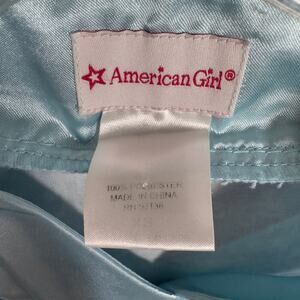 American Girl®
100% POLYESTER
MADE IN CHINA